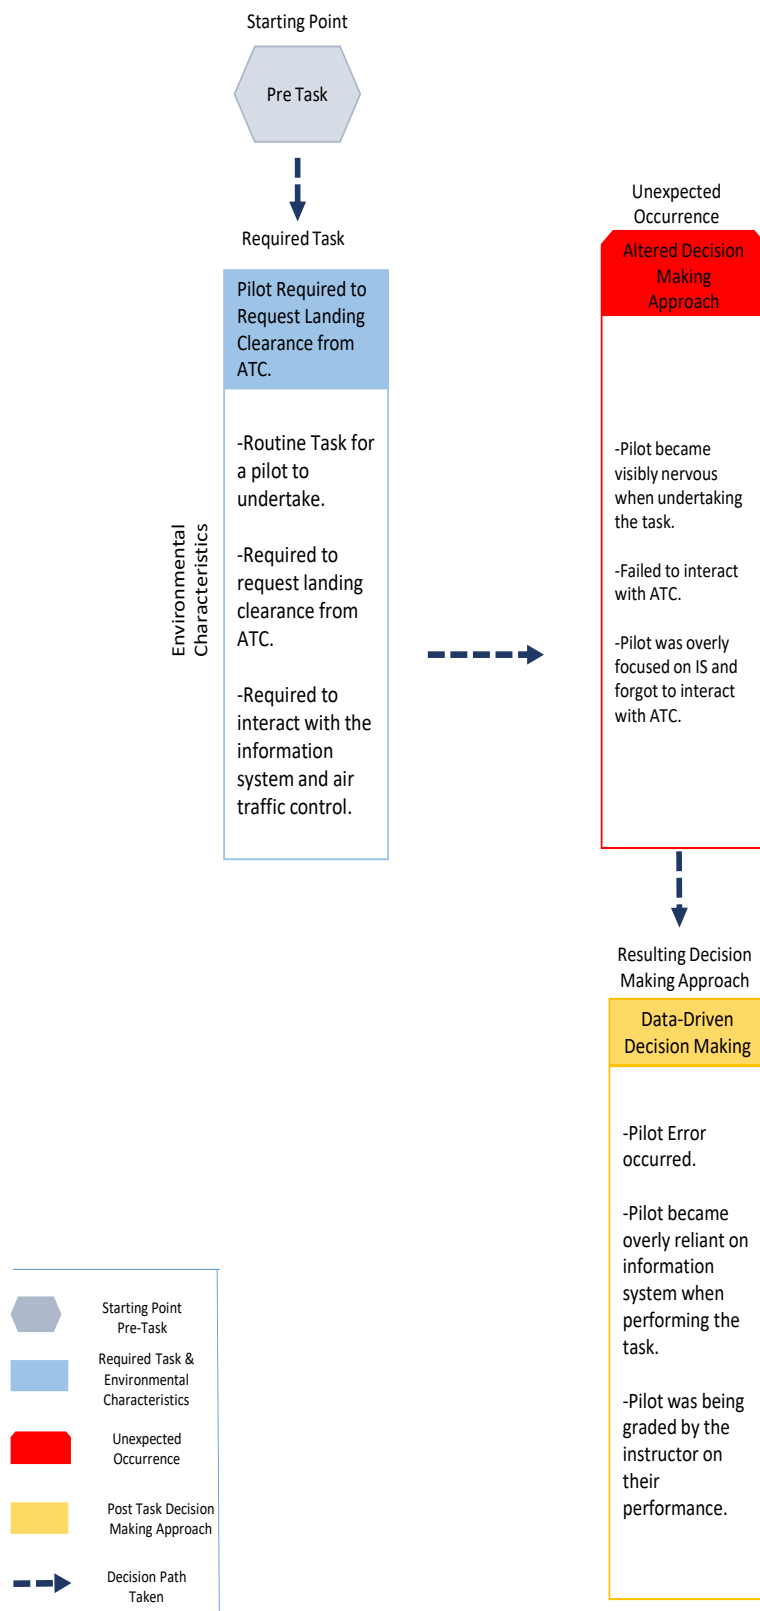 Starting Point
Pre Task
Required Task
Pilot Required to
Request Landing
Clearance from
ATC.
-Routine Task for
a pilot to
undertake.
-Required to
request landing
clearance from
ATC.
-Required to
interact with the
information
system and air
traffic control.
Environmental
Characteristics
Unexpected
Occurrence
Altered Decision
Making
Approach
-Pilot became
visibly nervous
when undertaking
the task.
-Failed to interact
with ATC.
-Pilot was overly
focused on IS and
forgot to interact
with ATC.
Resulting Decision
Making Approach
Data-Driven
Decision Making
-Pilot Error
occurred.
-Pilot became
overly reliant on
information
system when
performing the
task.
-Pilot was being
graded by the
instructor on
their
performance.
Starting Point
Pre-Task
Required Task &
Environmental
Characteristics
Unexpected
Occurrence
Post Task Decision
Making Approach
Decision Path
Taken